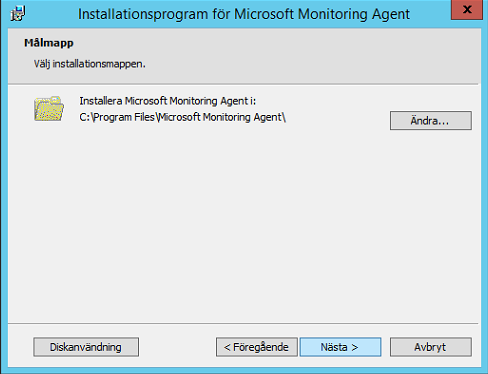 Installationsprogram för Microsoft Monitoring Agent
Målmapp
Välj installationsmappen.
Installera Microsoft Monitoring Agent i:
C:\Program Files\Microsoft Monitoring Agent\
Ändra...
Diskanvändning
< Föregående
Nästa >
Avbryt